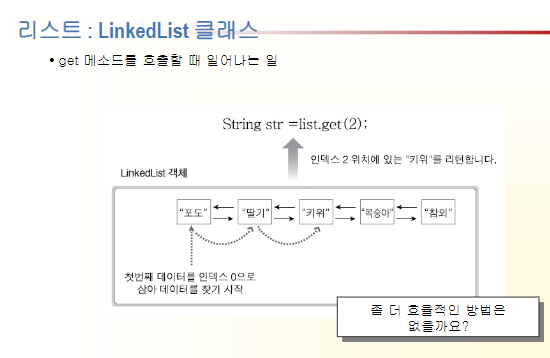 리스트 : LinkedList 클래스
• get 메소드를 호출할 때 일어나는 일
String str =list.get(2);
인덱스 2 위치에 있는 "키위"를 리턴합니다.
LinkedList 객체
"포도" "딸기" "키위" "복숭아" "참외"
첫번째 데이터를 인덱스 0으로
삼아 데이터를 찾기 시작
좀 더 효율적인 방법은
없을까요?